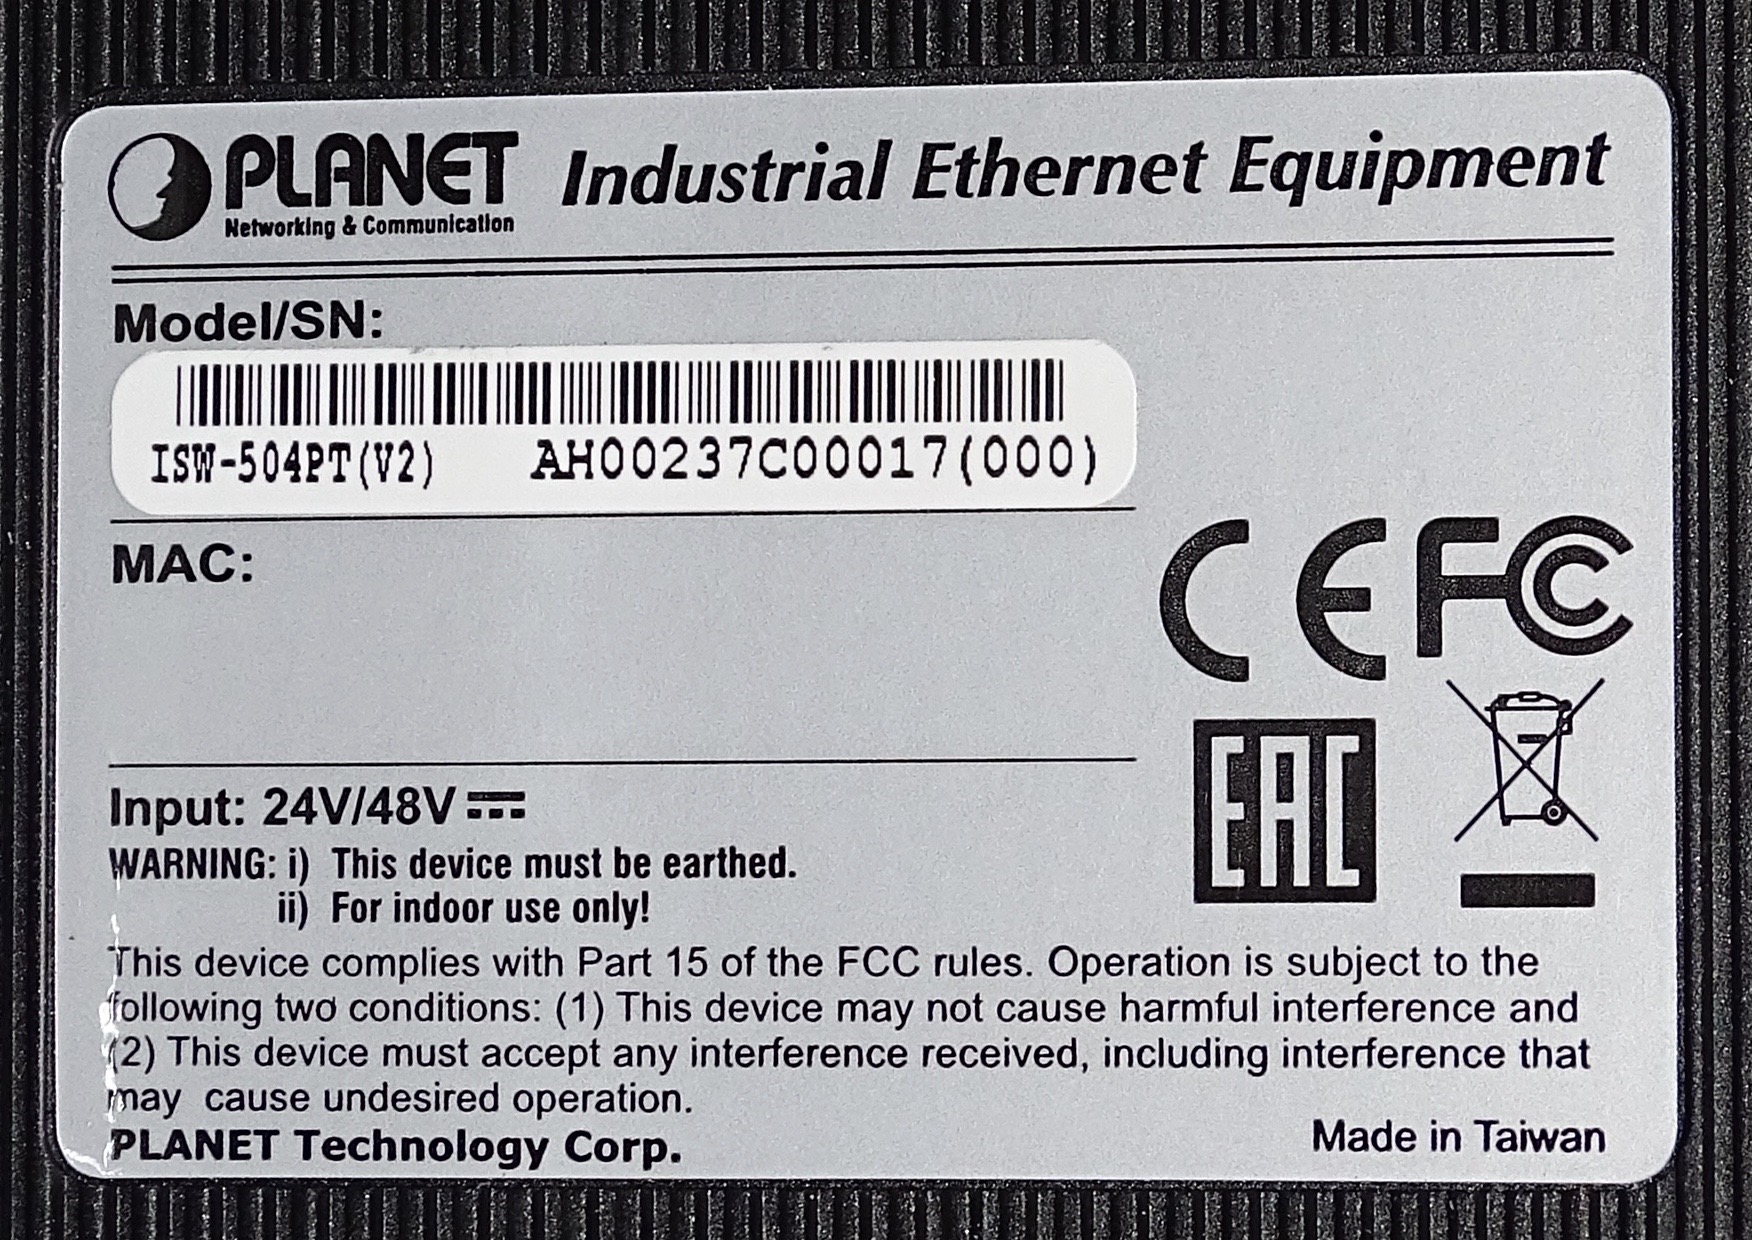 PLANET Industrial Ethernet Equipment
Networking & Communication
Model/SN:
ISW-504PT(V2) AH00237C00017(000)
MAC:
CE FC
EAC
Input: 24V/48V
WARNING: i) This device must be earthed.
ii) For indoor use only!
This device complies with Part 15 of the FCC rules. Operation is subject to the
following two conditions: (1) This device may not cause harmful interference and
(2) This device must accept any interference received, including interference that
may cause undesired operation.
PLANET Technology Corp.
Made in Taiwan